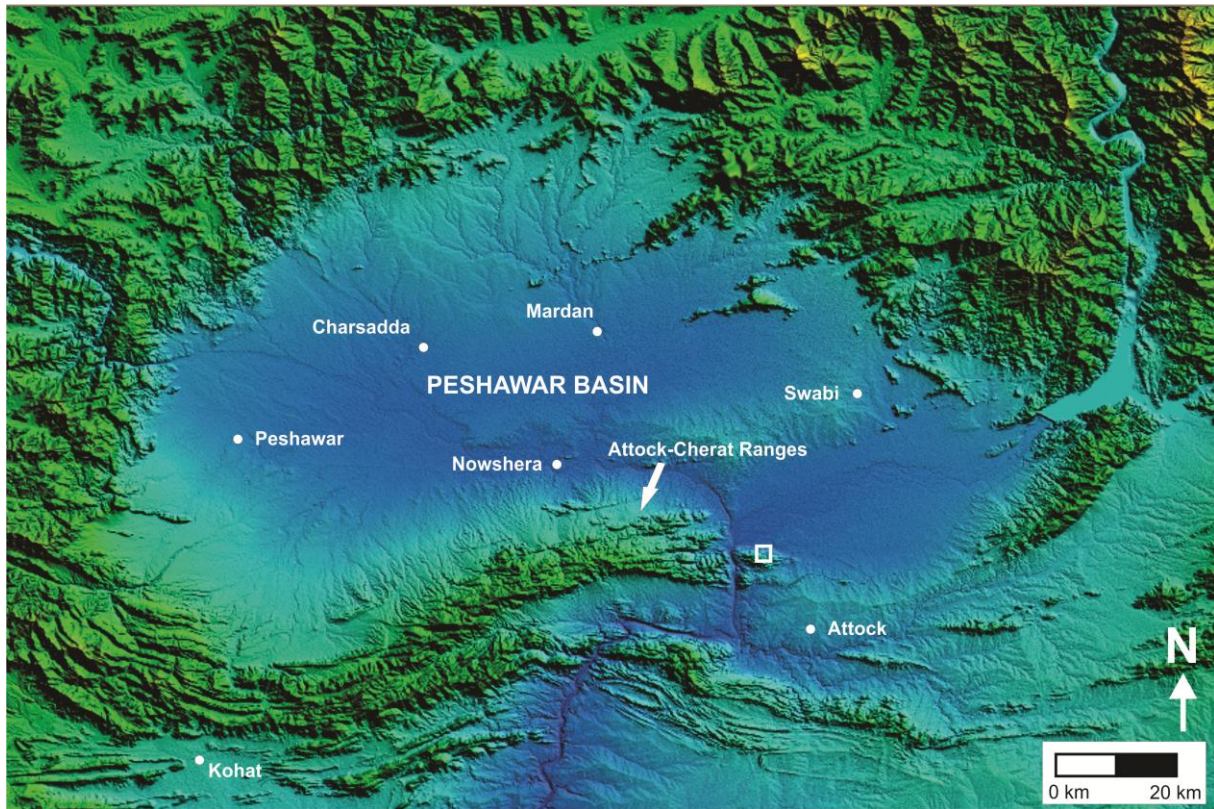 Mardan
Charsadda
PESHAWAR BASIN
Swabi
Peshawar
Attock-Cherat Ranges
Nowshera
Attock
N
Kohat
0 km 20 km